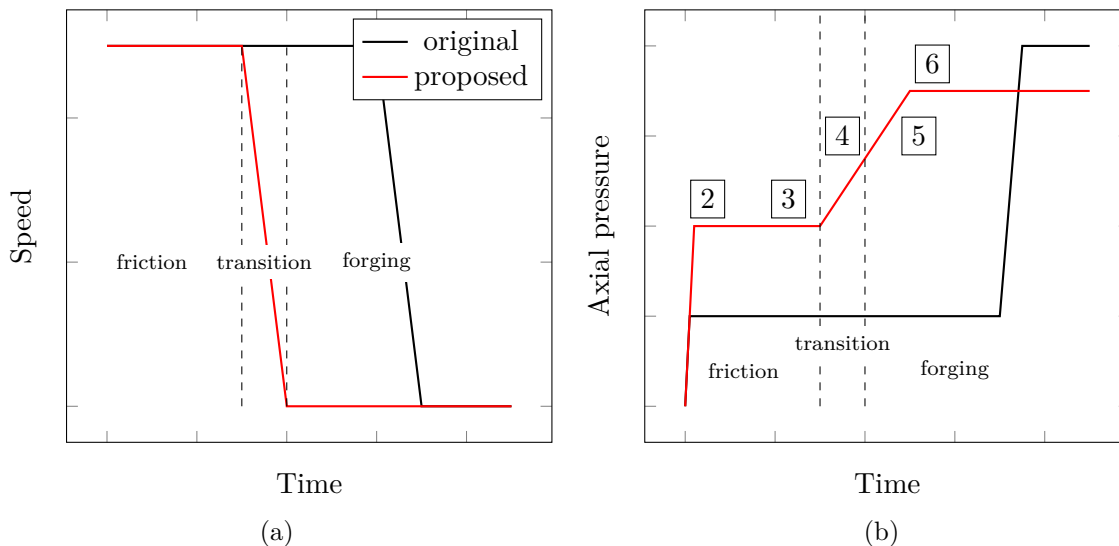 original
proposed
Speed
friction
transition
forging
Time
(a)
Axial pressure
6
4
5
2
3
transition
friction
forging
Time
(b)